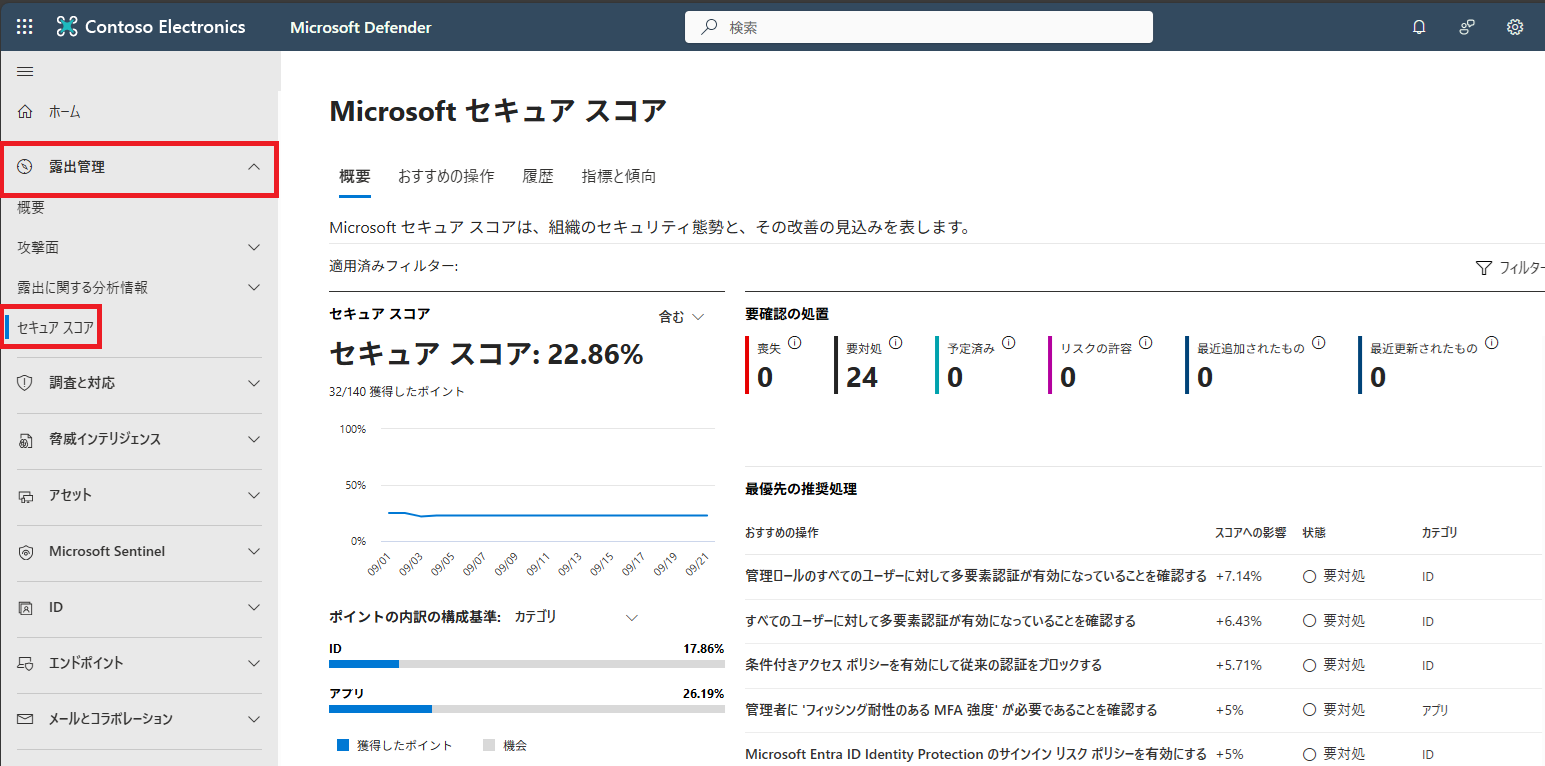 Contoso Electronics
Microsoft Defender
検索
ホーム
露出管理
概要
攻撃面
露出に関する分析情報
セキュア スコア
調査と対応
脅威インテリジェンス
アセット
Microsoft Sentinel
ID
エンドポイント
メールとコラボレーション
Microsoft セキュア スコア
概要 おすすめの操作 履歴 指標と傾向
Microsoft セキュア スコアは、組織のセキュリティ態勢と、その改善の見込みを表します。
適用済みフィルター:
フィルター
セキュア スコア
含む
セキュア スコア: 22.86%
32/140 獲得したポイント
100%
50%
0%
09/01 09/03 09/05 09/07 09/09 09/11 09/13 09/15 09/17 09/19 09/21
ポイントの内訳の構成基準: カテゴリ
ID 17.86%
アプリ 26.19%
獲得したポイント 機会
要確認の処置
喪失 要対処 予定済み リスクの許容 最近追加されたもの 最近更新されたもの
0 24 0 0 0 0
最優先の推奨処理
おすすめの操作 スコアへの影響 状態 カテゴリ
管理ロールのすべてのユーザーに対して多要素認証が有効になっていることを確認する +7.14% 要対処 ID
すべてのユーザーに対して多要素認証が有効になっていることを確認する +6.43% 要対処 ID
条件付きアクセス ポリシーを有効にして従来の認証をブロックする +5.71% 要対処 ID
管理者に 'フィッシング耐性のある MFA 強度' が必要であることを確認する +5% 要対処 アプリ
Microsoft Entra ID Identity Protection のサインイン リスク ポリシーを有効にする +5% 要対処 ID